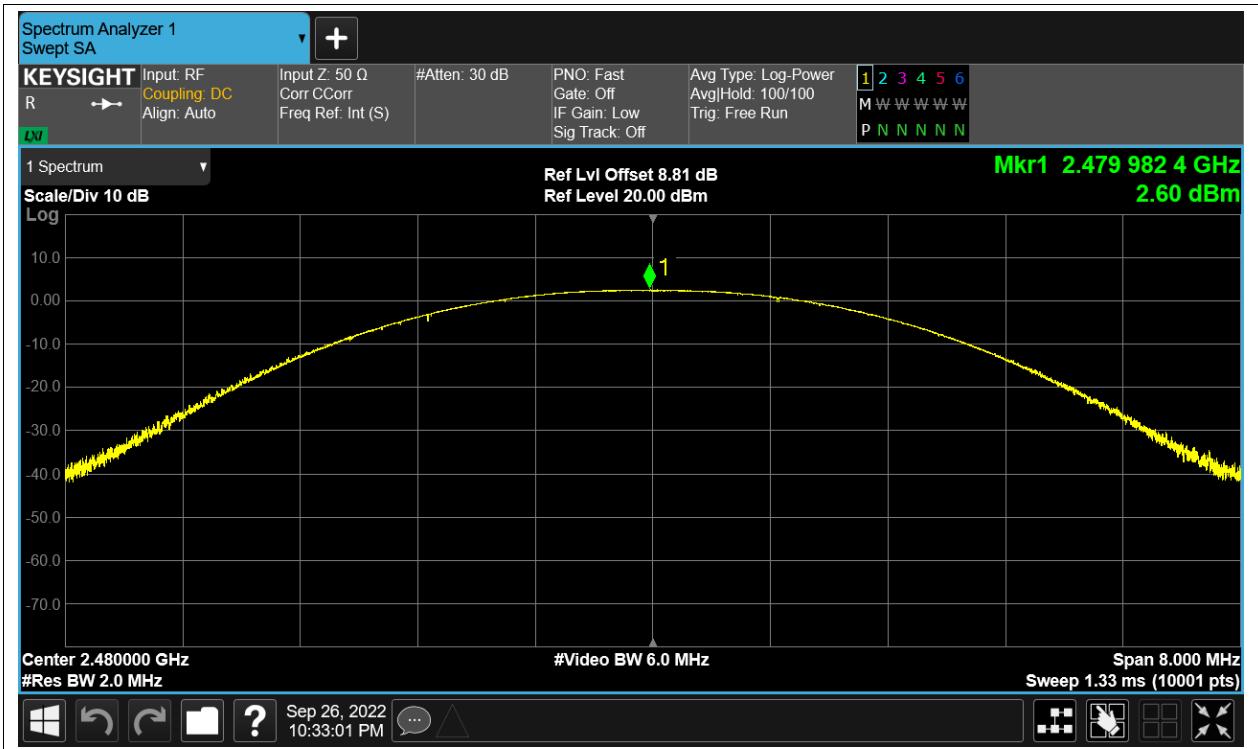 Spectrum Analyzer 1
Swept SA
KEYSIGHT
R
LXI
Input: RF
Coupling: DC
Align: Auto
Input Z: 50 Ω
Corr CCorr
Freq Ref: Int (S)
#Atten: 30 dB
PNO: Fast
Gate: Off
IF Gain: Low
Sig Track: Off
Avg Type: Log-Power
Avg|Hold: 100/100
Trig: Free Run
1 2 3 4 5 6
M W W W W W W
P N N N N N N
1 Spectrum
Scale/Div 10 dB
Log
Ref Lvl Offset 8.81 dB
Ref Level 20.00 dBm
Mkr1 2.479 982 4 GHz
2.60 dBm
1
10.0
0.00
-10.0
-20.0
-30.0
-40.0
-50.0
-60.0
-70.0
Center 2.480000 GHz
#Res BW 2.0 MHz
#Video BW 6.0 MHz
Span 8.000 MHz
Sweep 1.33 ms (10001 pts)
?
Sep 26, 2022
10:33:01 PM